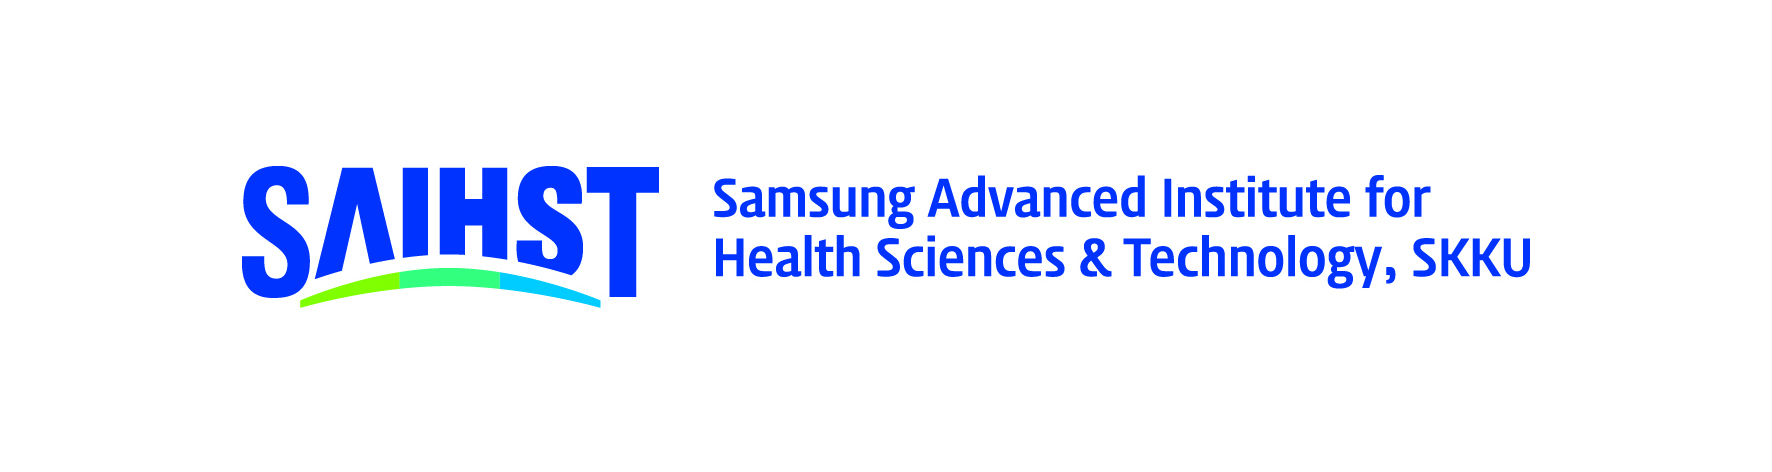 SAIHST
Samsung Advanced Institute for
Health Sciences & Technology, SKKU